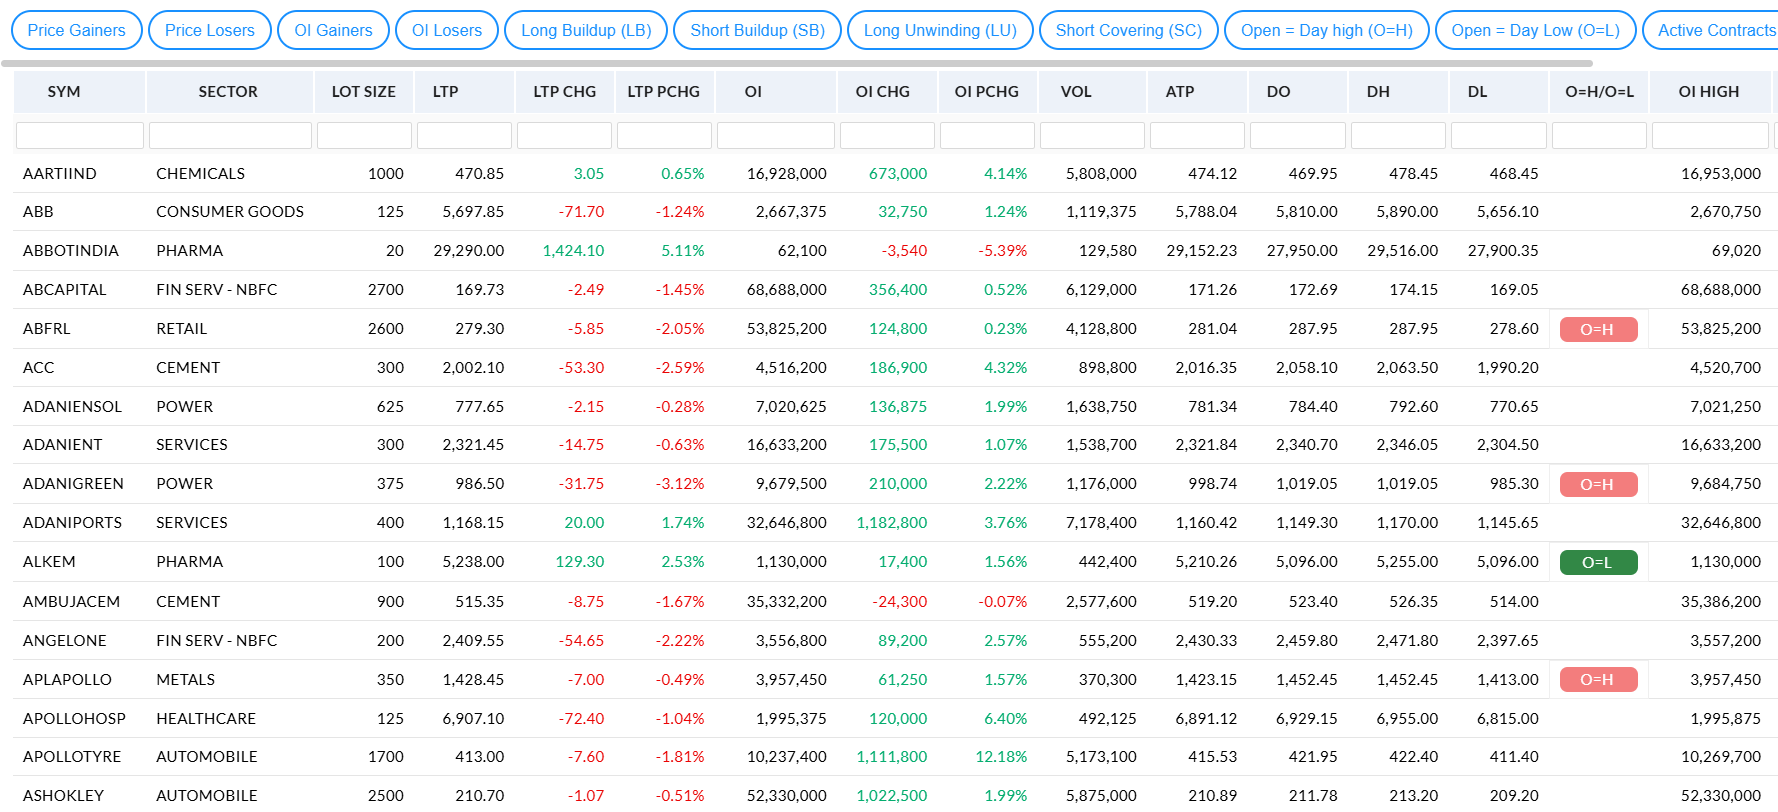 Price Gainers Price Losers OI Gainers OI Losers Long Buildup (LB) Short Buildup (SB) Long Unwinding (LU) Short Covering (SC) Open = Day high (O=H) Open = Day Low (O=L) Active Contracts
SYM SECTOR LOT SIZE LTP LTP CHG LTP PCHG OI OI CHG OI PCHG VOL ATP DO DH DL O=H/O=L OI HIGH
AARTIIND CHEMICALS 1000 470.85 3.05 0.65% 16,928,000 673,000 4.14% 5,808,000 474.12 469.95 478.45 468.45 16,953,000
ABB CONSUMER GOODS 125 5,697.85 -71.70 -1.24% 2,667,375 32,750 1.24% 1,119,375 5,788.04 5,810.00 5,890.00 5,656.10 2,670,750
ABBOTINDIA PHARMA 20 29,290.00 1,424.10 5.11% 62,100 -3,540 -5.39% 129,580 29,152.23 27,950.00 29,516.00 27,900.35 69,020
ABCAPITAL FIN SERV - NBFC 2700 169.73 -2.49 -1.45% 68,688,000 356,400 0.52% 6,129,000 171.26 172.69 174.15 169.05 68,688,000
ABFRL RETAIL 2600 279.30 -5.85 -2.05% 53,825,200 124,800 0.23% 4,128,800 281.04 287.95 287.95 278.60 O=H 53,825,200
ACC CEMENT 300 2,002.10 -53.30 -2.59% 4,516,200 186,900 4.32% 898,800 2,016.35 2,058.10 2,063.50 1,990.20 4,520,700
ADANIENSOL POWER 625 777.65 -2.15 -0.28% 7,020,625 136,875 1.99% 1,638,750 781.34 784.40 792.60 770.65 7,021,250
ADANIENT SERVICES 300 2,321.45 -14.75 -0.63% 16,633,200 175,500 1.07% 1,538,700 2,321.84 2,340.70 2,346.05 2,304.50 16,633,200
ADANIGREEN POWER 375 986.50 -31.75 -3.12% 9,679,500 210,000 2.22% 1,176,000 998.74 1,019.05 1,019.05 985.30 O=H 9,684,750
ADANIPORTS SERVICES 400 1,168.15 20.00 1.74% 32,646,800 1,182,800 3.76% 7,178,400 1,160.42 1,149.30 1,170.00 1,145.65 32,646,800
ALKEM PHARMA 100 5,238.00 129.30 2.53% 1,130,000 17,400 1.56% 442,400 5,210.26 5,096.00 5,255.00 5,096.00 O=L 1,130,000
AMBUJACEM CEMENT 900 515.35 -8.75 -1.67% 35,332,200 -24,300 -0.07% 2,577,600 519.20 523.40 526.35 514.00 35,386,200
ANGELONE FIN SERV - NBFC 200 2,409.55 -54.65 -2.22% 3,556,800 89,200 2.57% 555,200 2,430.33 2,459.80 2,471.80 2,397.65 3,557,200
APLAPOLLO METALS 350 1,428.45 -7.00 -0.49% 3,957,450 61,250 1.57% 370,300 1,423.15 1,452.45 1,452.45 1,413.00 O=H 3,957,450
APOLLOHOSP HEALTHCARE 125 6,907.10 -72.40 -1.04% 1,995,375 120,000 6.40% 492,125 6,891.12 6,929.15 6,955.00 6,815.00 1,995,875
APOLLOTYRE AUTOMOBILE 1700 413.00 -7.60 -1.81% 10,237,400 1,111,800 12.18% 5,173,100 415.53 421.95 422.40 411.40 10,269,700
ASHOKLEY AUTOMOBILE 2500 210.70 -1.07 -0.51% 52,330,000 1,022,500 1.99% 5,875,000 210.89 211.78 213.20 209.20 52,330,000